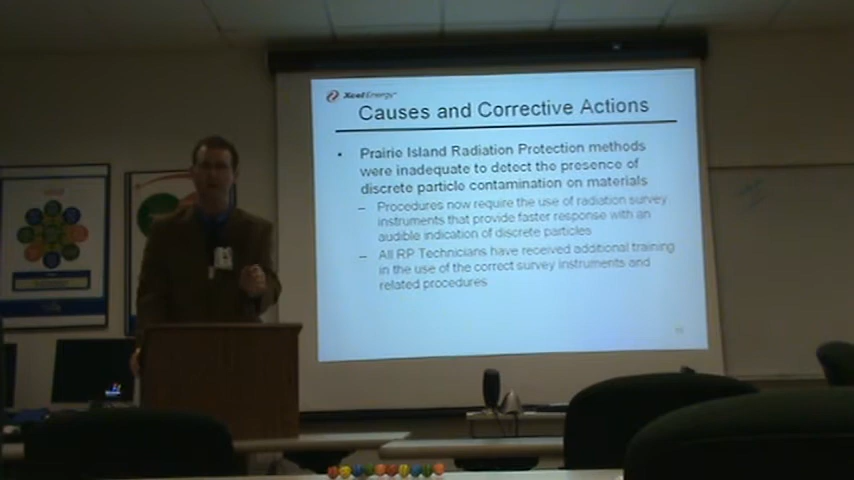 Xcel Energy™
Causes and Corrective Actions
• Prairie Island Radiation Protection methods
were inadequate to detect the presence of
discrete particle contamination on materials
– Procedures now require the use of radiation survey
instruments that provide faster response with an
audible indication of discrete particles
– All RP Technicians have received additional training
in the use of the correct survey instruments and
related procedures